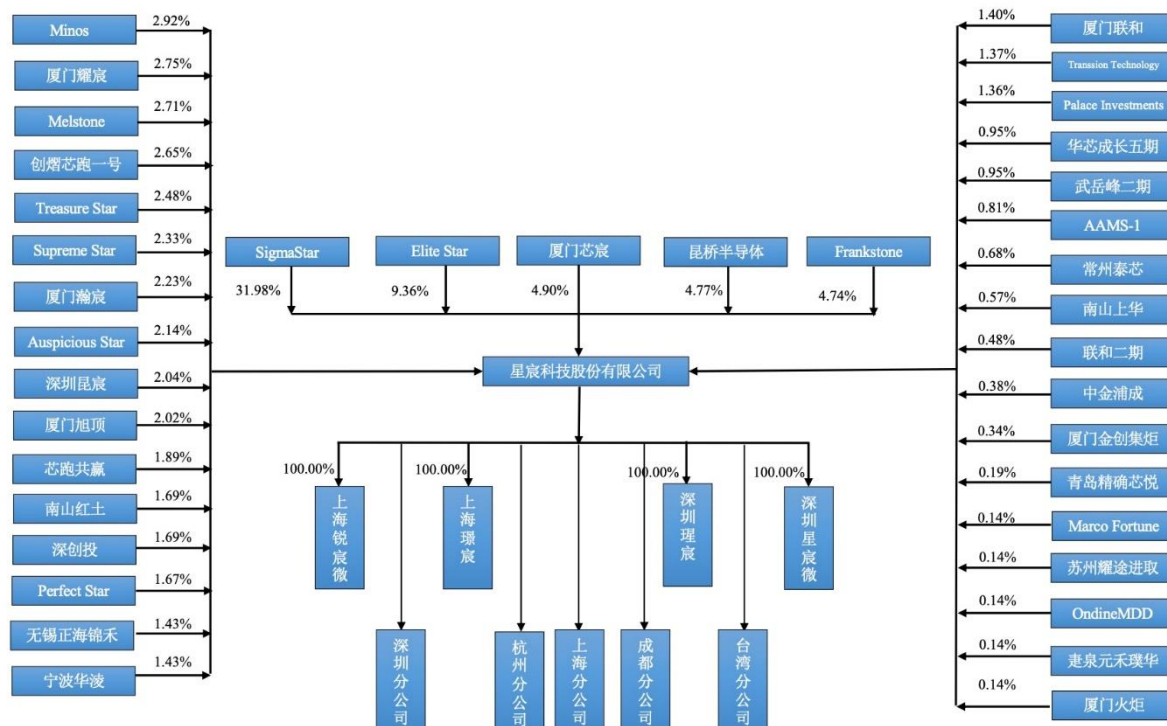 Minos
2.92%
厦门耀宸
2.75%
Melstone
2.71%
创熠芯跑一号
2.65%
Treasure Star
2.48%
Supreme Star
2.33%
厦门瀚宸
2.23%
Auspicious Star
2.14%
深圳昆宸
2.04%
厦门旭顶
2.02%
芯跑共赢
1.89%
南山红土
1.69%
深创投
1.69%
Perfect Star
1.67%
无锡正海锦禾
1.43%
宁波华淩
1.43%
SigmaStar
31.98%
Elite Star
9.36%
厦门芯宸
4.90%
昆桥半导体
4.77%
Frankstone
4.74%
星宸科技股份有限公司
100.00%
上海锐宸微
100.00%
上海璟宸
100.00%
深圳瑆宸
100.00%
深圳星宸微
深圳分公司
杭州分公司
上海分公司
成都分公司
台湾分公司
1.40%
厦门联和
1.37%
Transsion Technology
1.36%
Palace Investments
0.95%
华芯成长五期
0.95%
武岳峰二期
0.81%
AAMS-1
0.68%
常州泰芯
0.57%
南山上华
0.48%
联和二期
0.38%
中金浦成
0.34%
厦门金创集炬
0.19%
青岛精确芯悦
0.14%
Marco Fortune
0.14%
苏州耀途进取
0.14%
OndineMDD
0.14%
疌泉元禾璞华
0.14%
厦门火炬